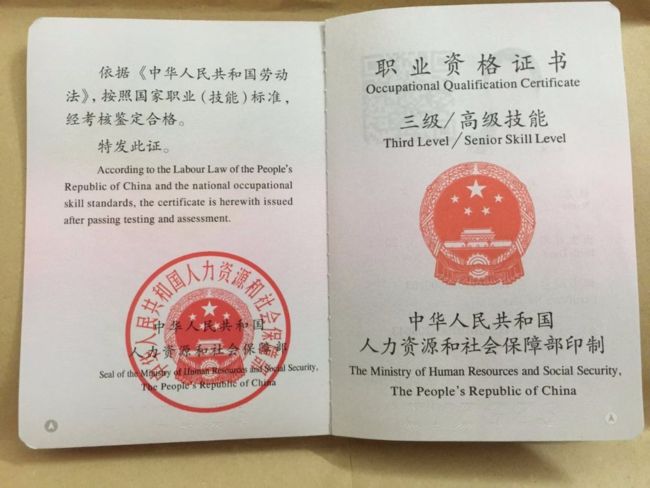 依据《中华人民共和国劳动
法》，按照国家职业（技能）标准，
经考核鉴定合格。
特发此证。
According to the Labour Law of the People's
Republic of China and the national occupational
skill standards, the certificate is herewith issued
after passing testing and assessment.
中华人民共和国人力资源和社会保障部
中华人民共和国
人力资源和社会保障部
Seal of the Ministry of Human Resources and Social Security,
The People's Republic of China
职业资格证书
Occupational Qualification Certificate
三级/高级技能
Third Level/Senior Skill Level
中华人民共和国
人力资源和社会保障部印制
The Ministry of Human Resources and Social Security,
The People's Republic of China